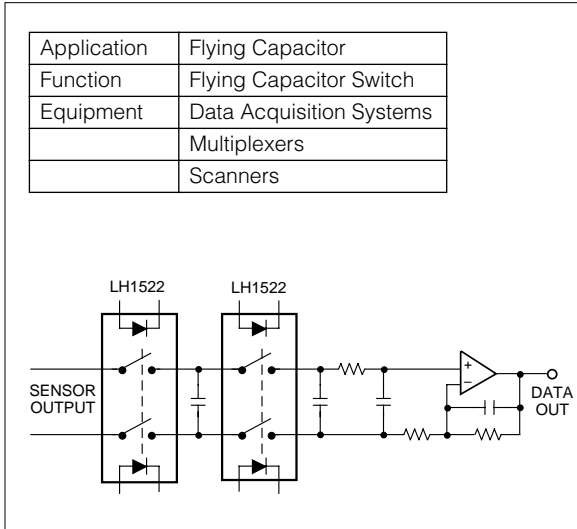 Application Flying Capacitor
Function Flying Capacitor Switch
Equipment Data Acquisition Systems
Multiplexers
Scanners
LH1522 LH1522
SENSOR
OUTPUT
+
−
DATA
OUT